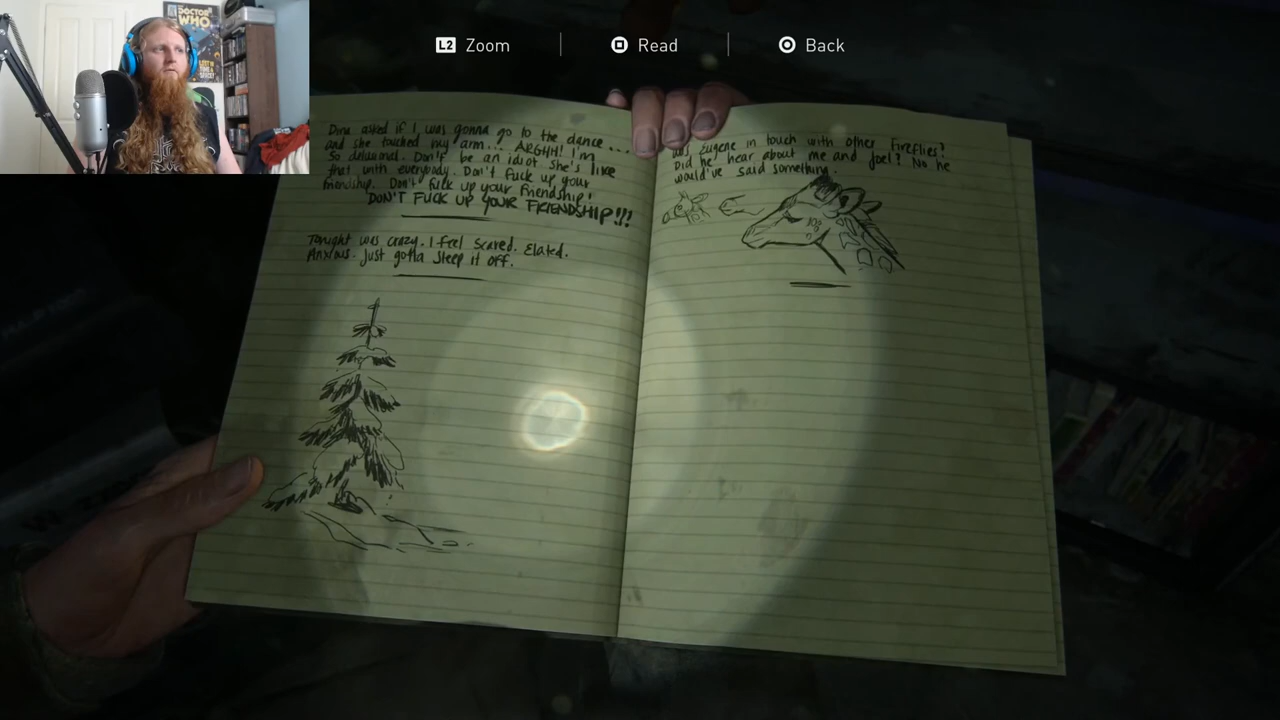 DOCTOR
WHO
L2 Zoom
Read
Back
Dina asked if I was gonna go to the dance...
and she touched my arm... ARGHH! I'm
so deluded. Don't be an idiot. She's like
that with everybody. Don't fuck up your
friendship. Don't fuck up your friendship!
DON'T FUCK UP YOUR FRIENDSHIP!!!
Tonight was crazy. I feel scared. Elated.
Anxious. Just gotta sleep it off.
Was Eugene in touch with other Fireflies?
Did he hear about me and Joel? No he
would've said something.